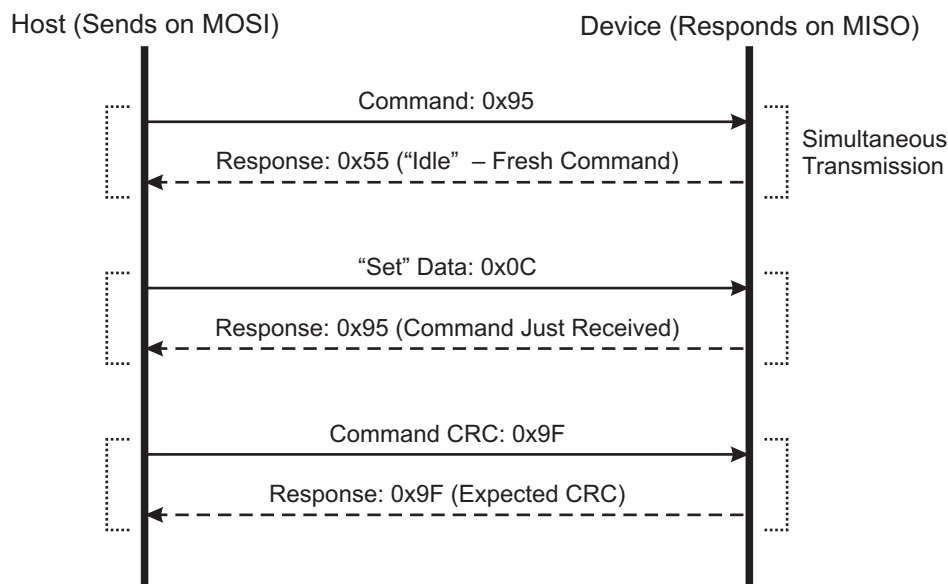 Host (Sends on MOSI)
Device (Responds on MISO)
Command: 0x95
Simultaneous
Transmission
Response: 0x55 (“Idle” – Fresh Command)
“Set” Data: 0x0C
Response: 0x95 (Command Just Received)
Command CRC: 0x9F
Response: 0x9F (Expected CRC)